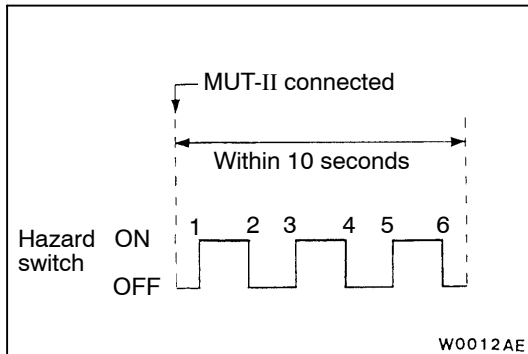 MUT-II connected
Within 10 seconds
1 2 3 4 5 6
Hazard ON
switch
OFF
W0012AE